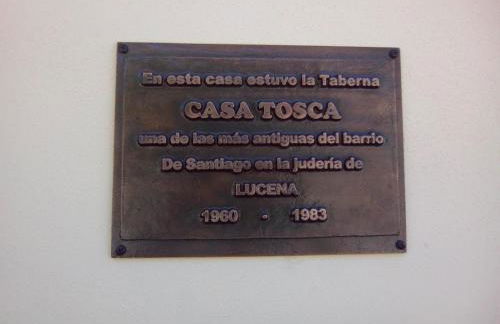 En esta casa estuvo la Taberna
CASA TOSCA
una de las más antiguas del barrio
De Santiago en la judería de
LUCENA
1960 - 1983